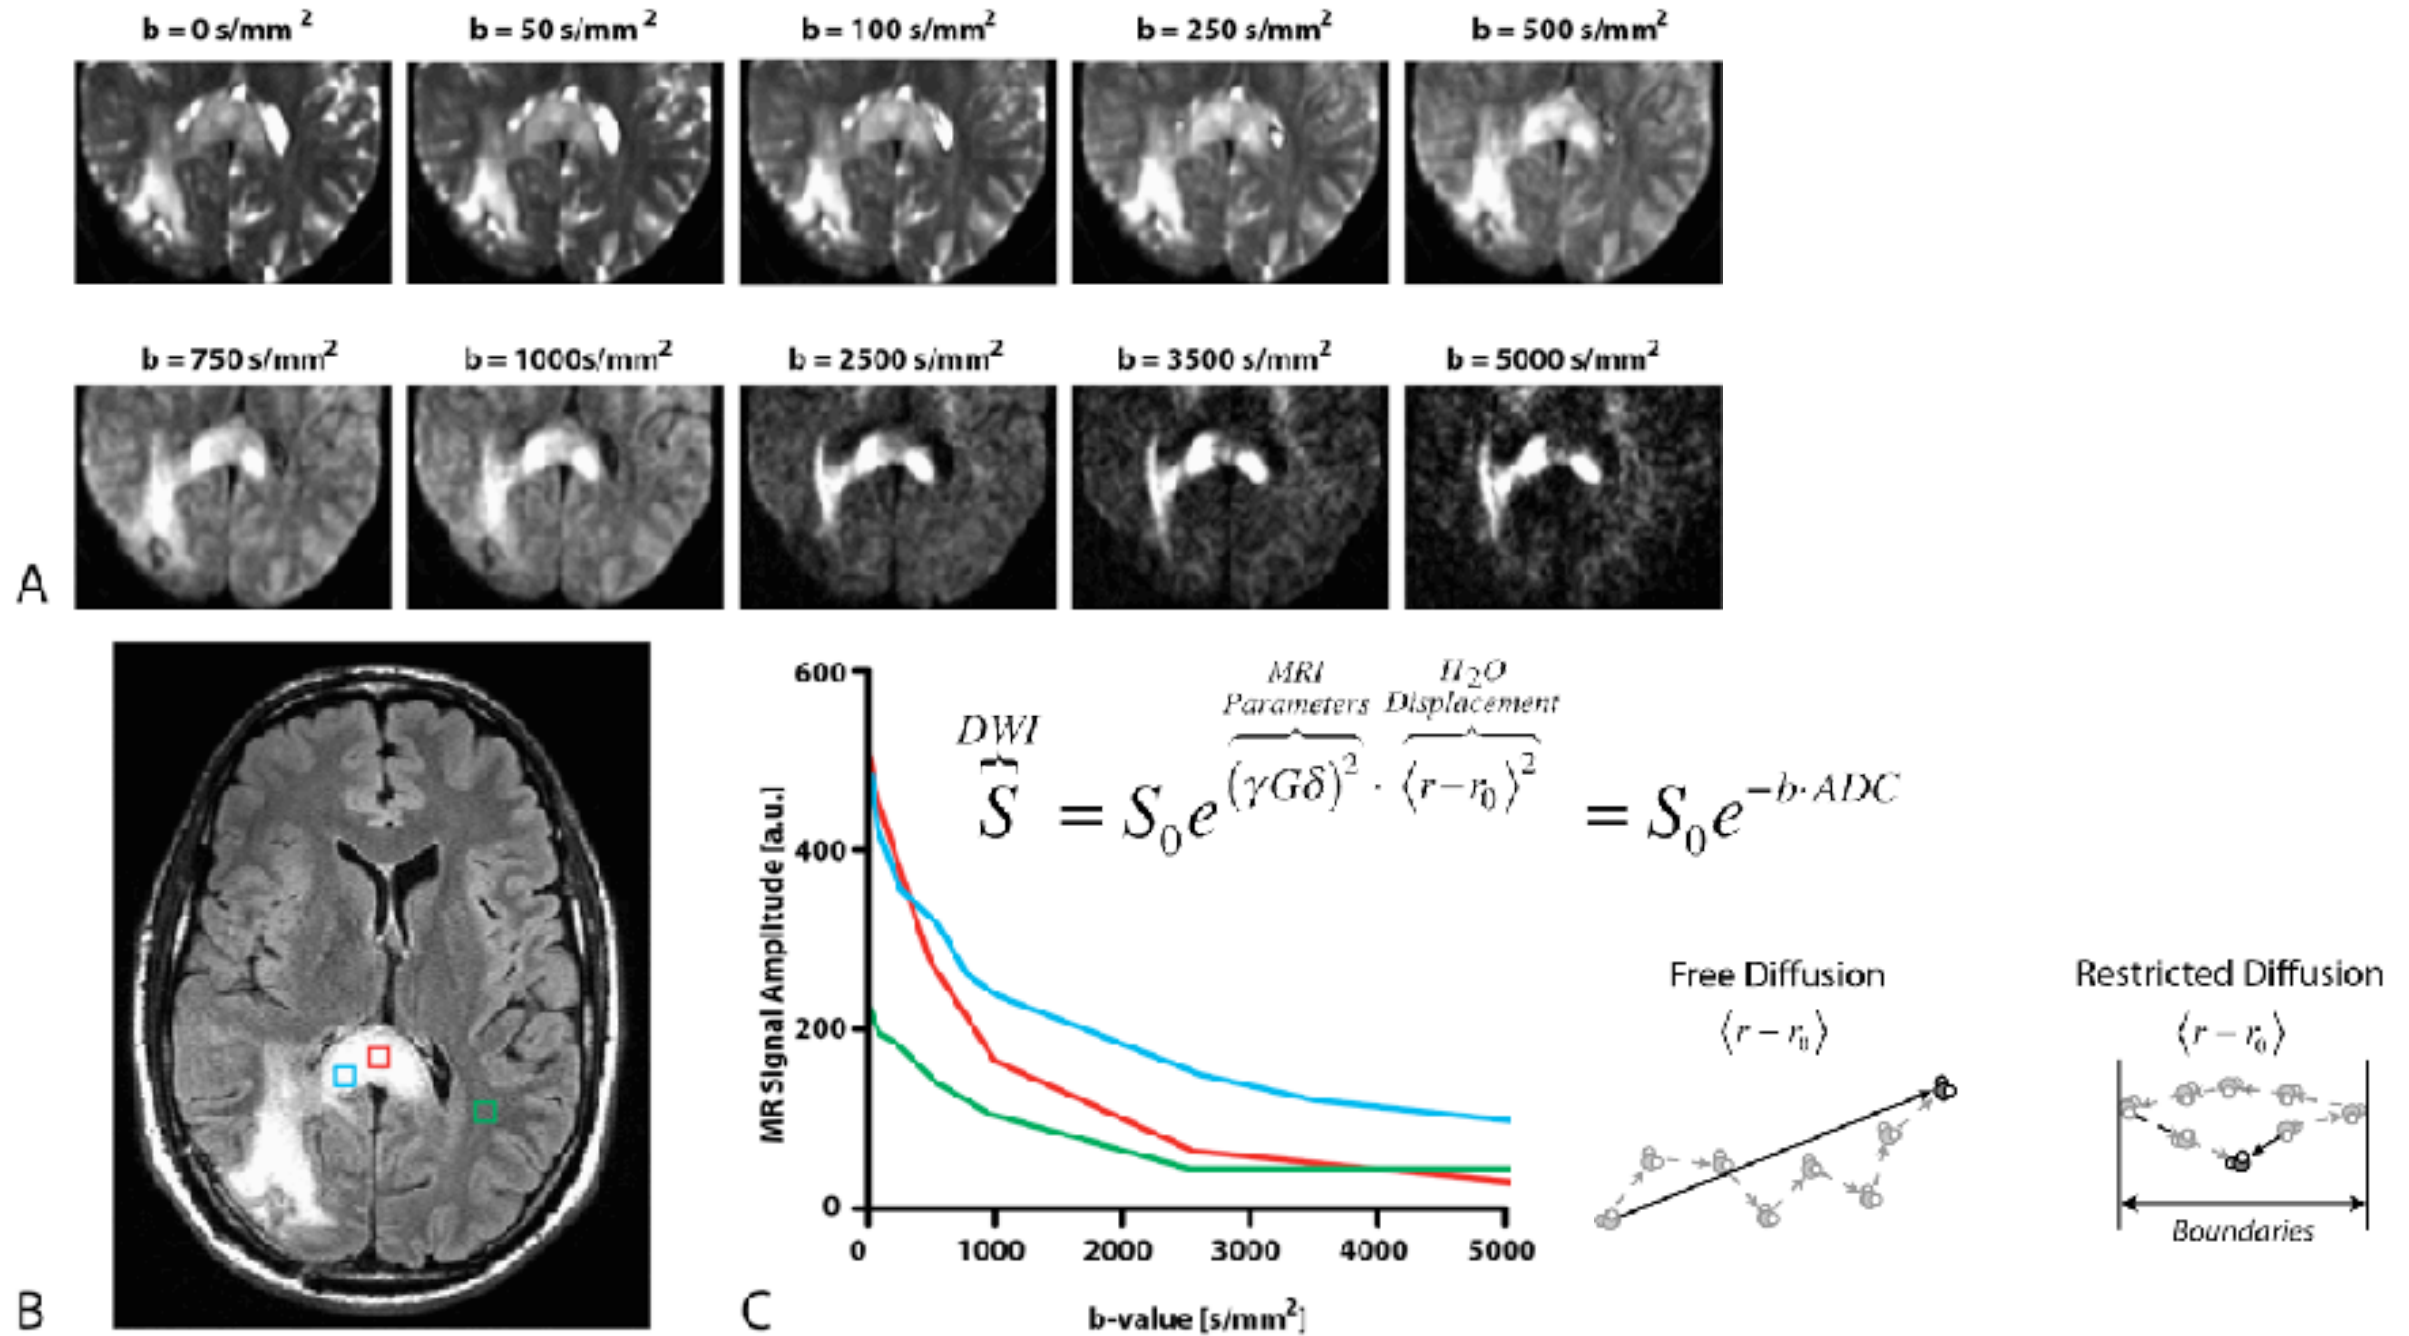 b = 0 s/mm²
b = 50 s/mm²
b = 100 s/mm²
b = 250 s/mm²
b = 500 s/mm²
b = 750 s/mm²
b = 1000s/mm²
b = 2500 s/mm²
b = 3500 s/mm²
b = 5000 s/mm²
A
B
C
600
400
200
0
MR Signal Amplitude [a.u.]
0 1000 2000 3000 4000 5000
b-value [s/mm²]
MRI Parameters
H₂O Displacement
DWI
S = S₀e^(γGδ)² · ⟨r−r₀⟩² = S₀e^−b·ADC
Free Diffusion
⟨r − r₀⟩
Restricted Diffusion
⟨r − r₀⟩
Boundaries